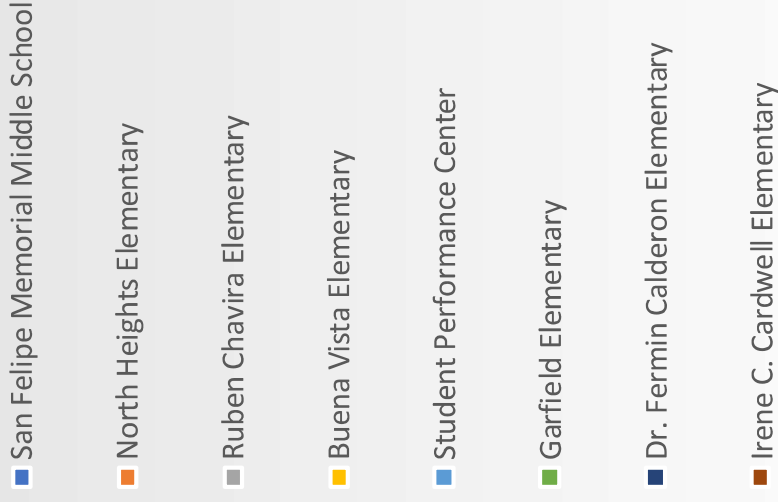 San Felipe Memorial Middle School
North Heights Elementary
Ruben Chavira Elementary
Buena Vista Elementary
Student Performance Center
Garfield Elementary
Dr. Fermin Calderon Elementary
Irene C. Cardwell Elementary